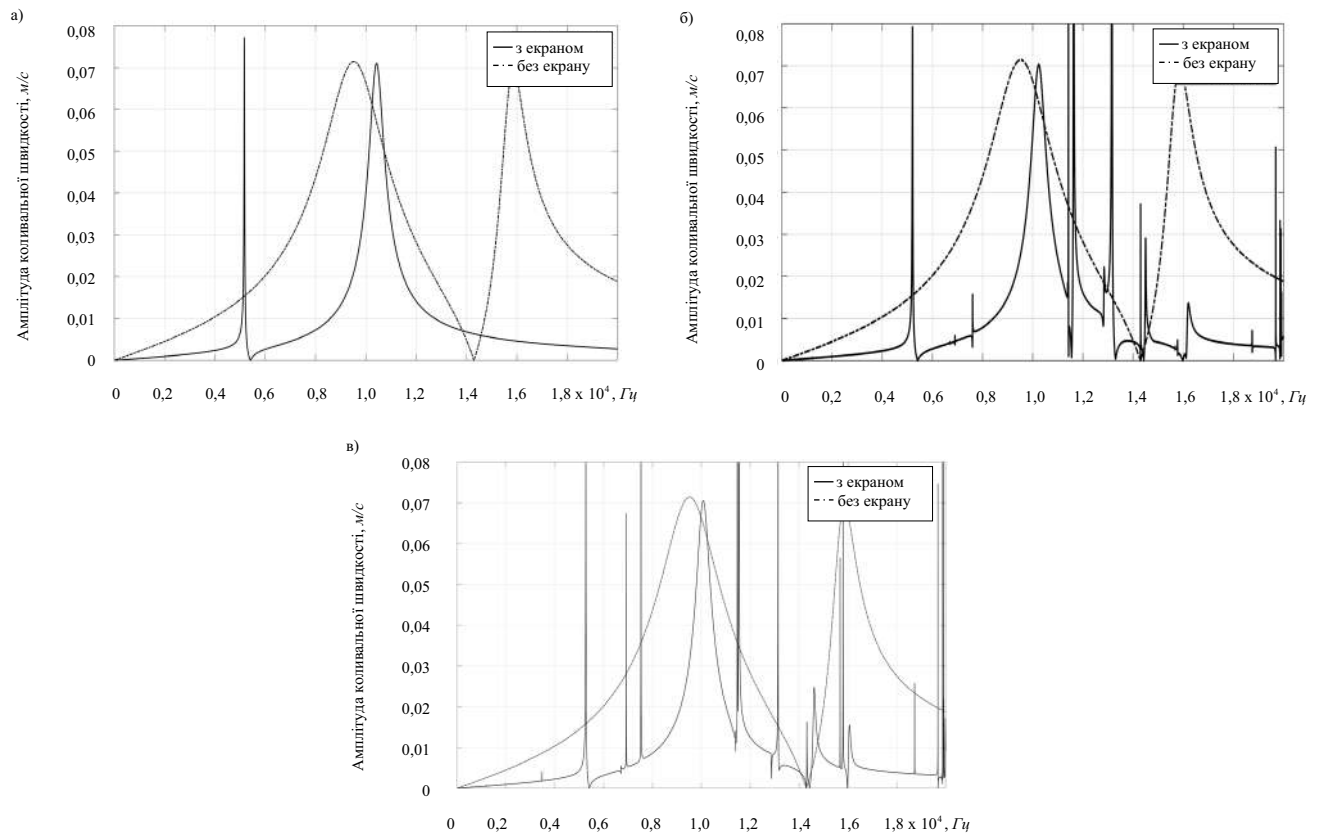 а)
Амплітуда коливальної швидкості, м/с
0,08
0,07
0,06
0,05
0,04
0,03
0,02
0,01
0
з екраном
без екрану
0 0,2 0,4 0,6 0,8 1,0 1,2 1,4 1,6 1,8 x 10⁴, Гц
б)
Амплітуда коливальної швидкості, м/с
0,08
0,07
0,06
0,05
0,04
0,03
0,02
0,01
0
з екраном
без екрану
0 0,2 0,4 0,6 0,8 1,0 1,2 1,4 1,6 1,8 x 10⁴, Гц
в)
Амплітуда коливальної швидкості, м/с
0,08
0,07
0,06
0,05
0,04
0,03
0,02
0,01
0
з екраном
без екрану
0 0,2 0,4 0,6 0,8 1,0 1,2 1,4 1,6 1,8 x 10⁴, Гц